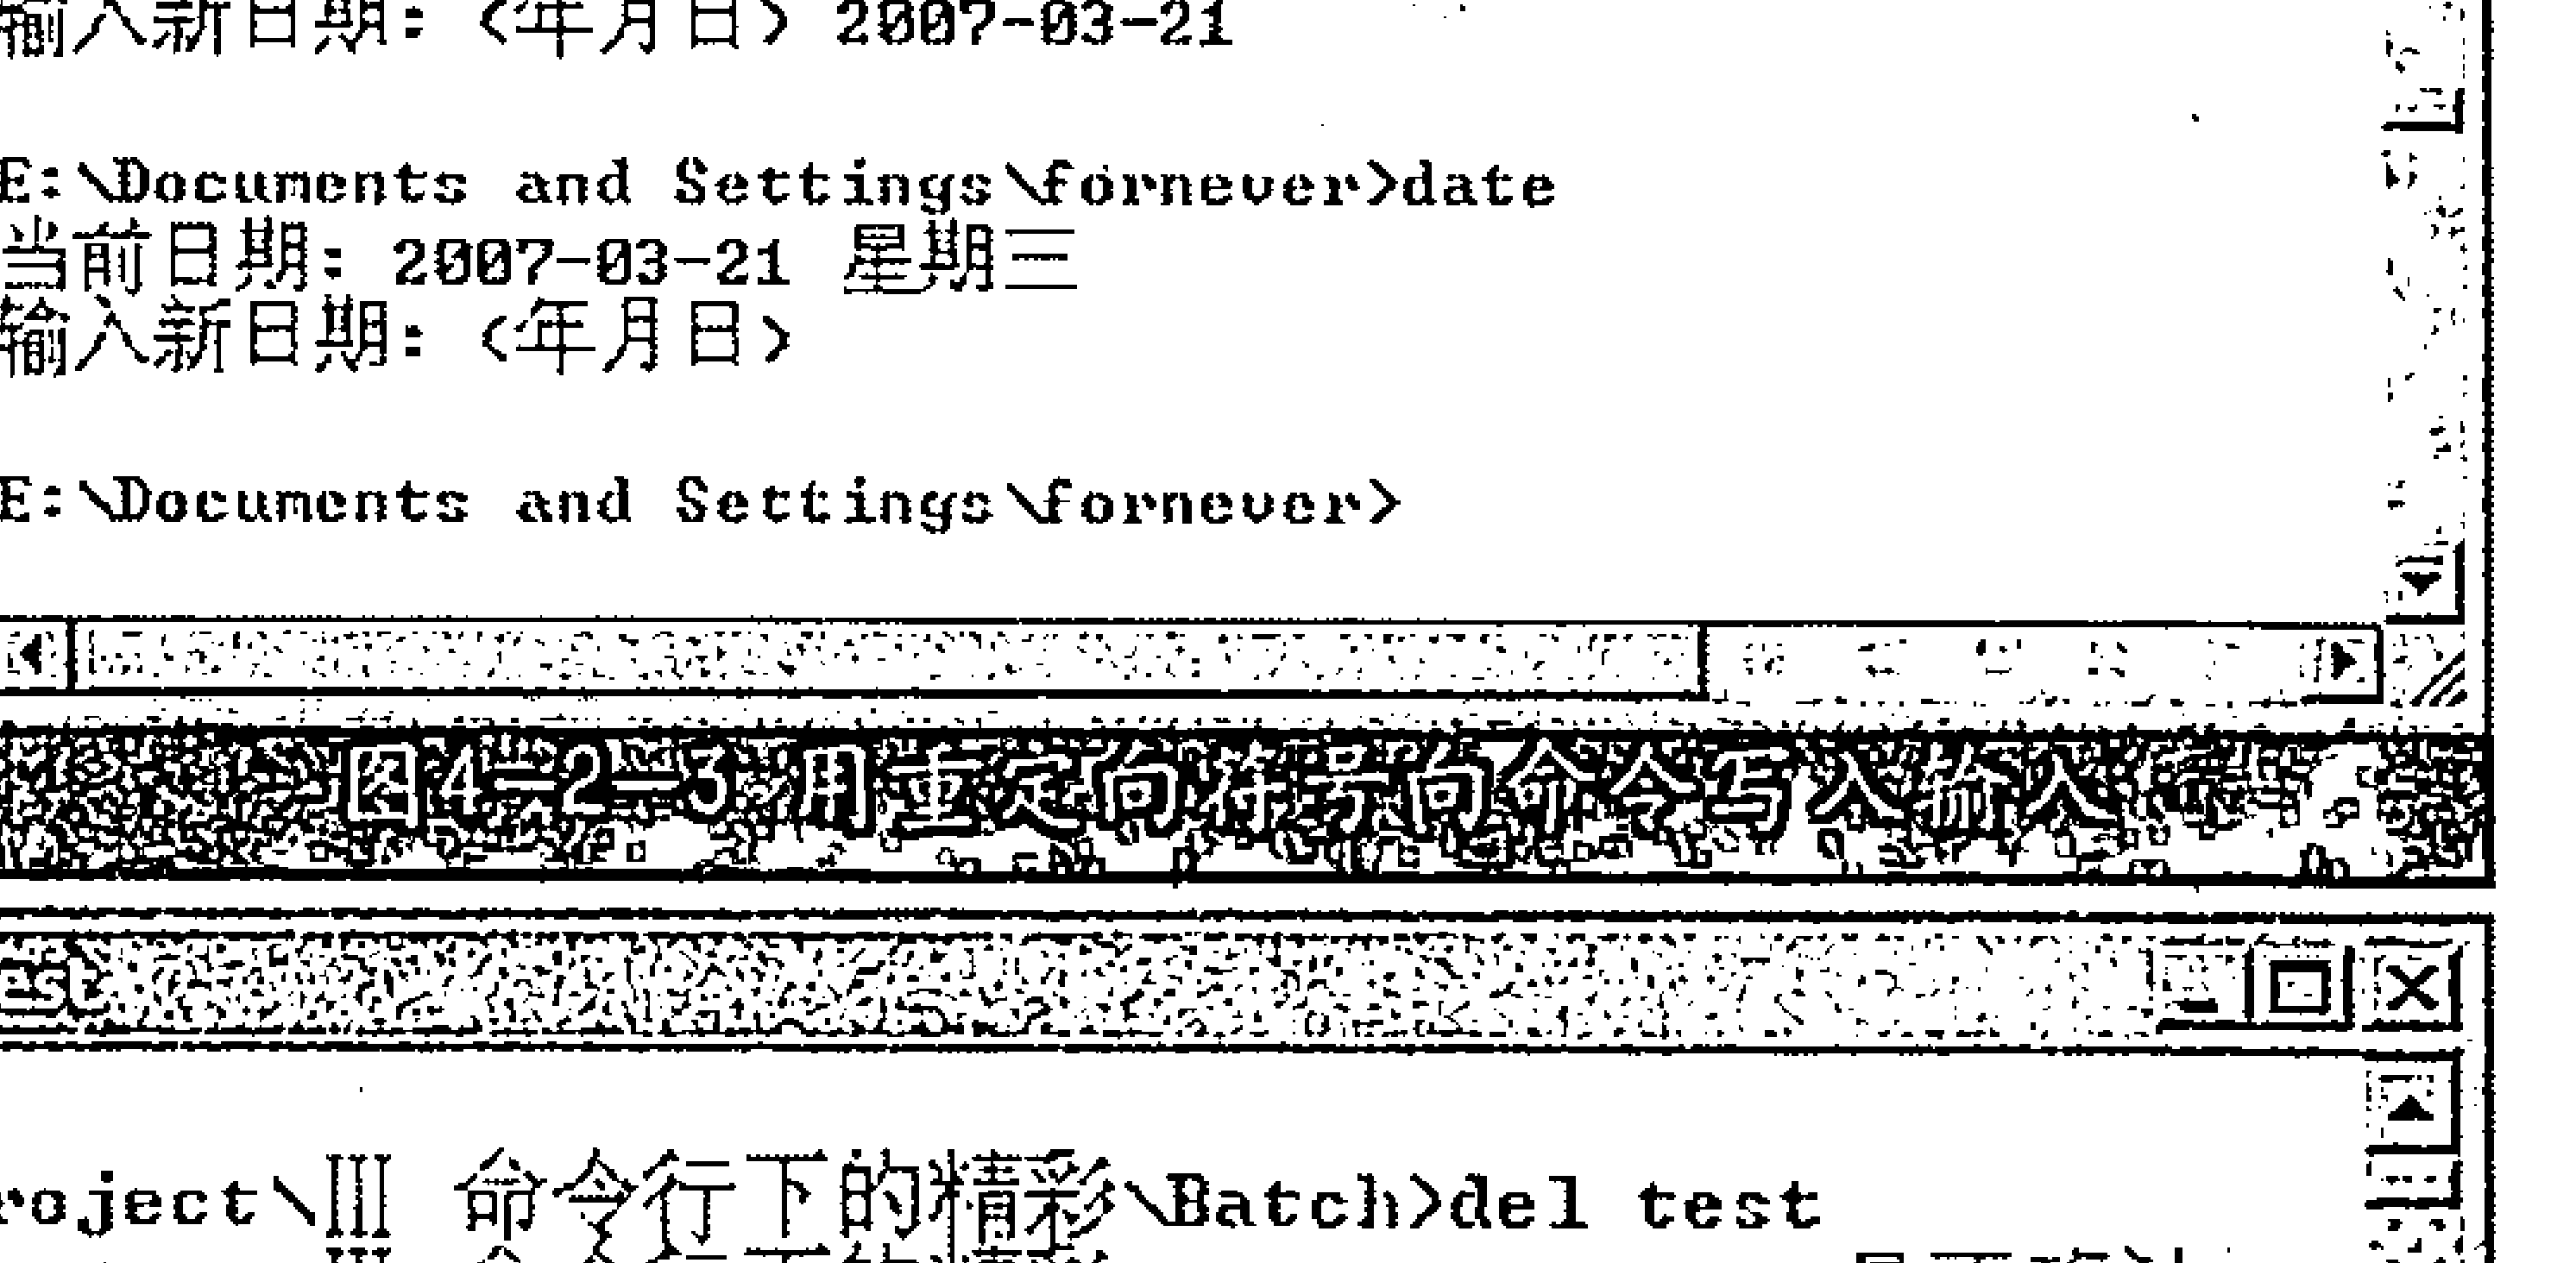 输入新日期: <年月日> 2007-03-21
E:\Documents and Settings\fornever>date
当前日期: 2007-03-21 星期三
输入新日期: <年月日>
E:\Documents and Settings\fornever>
图4-2-3 用重定向符号向命令写入输入
est
roject\Ⅲ 命令行下的精彩\Batch>del test